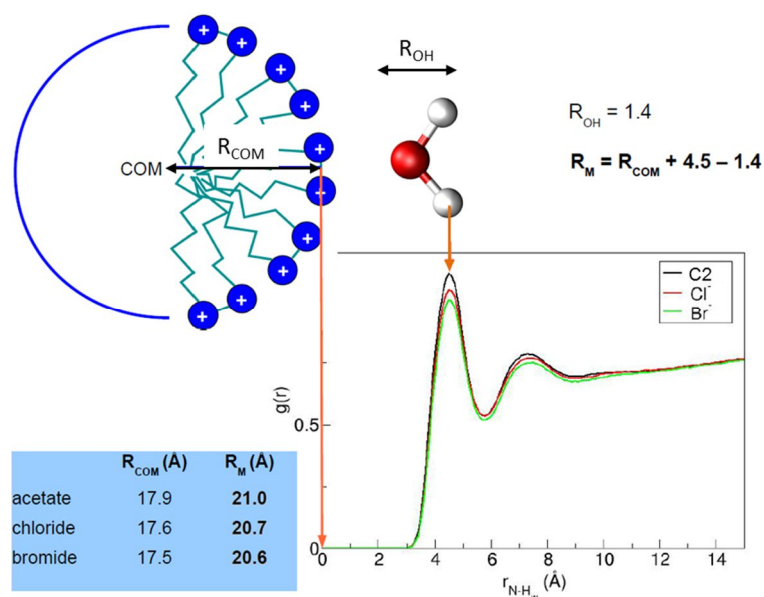 + + + + + + + + + +
R_OH
R_OH = 1.4
R_COM
COM
R_M = R_COM + 4.5 – 1.4
C2
Cl⁻
Br⁻
g(r)
0.5
0
0 2 4 6 8 10 12 14
r_N-H_w (Å)
R_COM (Å) R_M (Å)
acetate 17.9 21.0
chloride 17.6 20.7
bromide 17.5 20.6